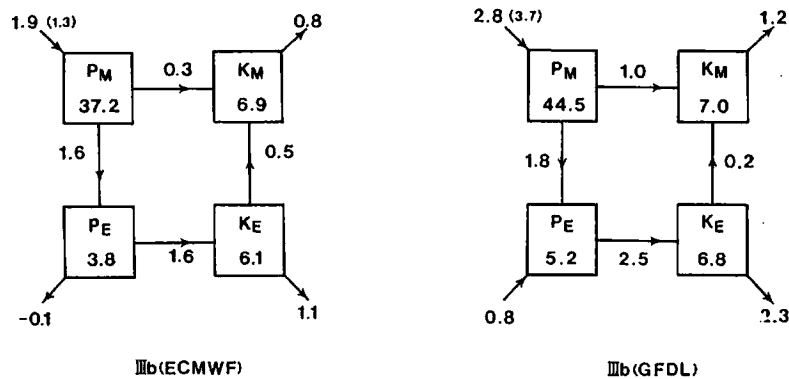 1.9 (1.3)
0.8
P_M
37.2
0.3
K_M
6.9
1.6
0.5
P_E
3.8
1.6
K_E
6.1
-0.1
1.1
IIIb(ECMWF)
2.8 (3.7)
1.2
P_M
44.5
1.0
K_M
7.0
1.8
0.2
P_E
5.2
2.5
K_E
6.8
0.8
2.3
IIIb(GFDL)